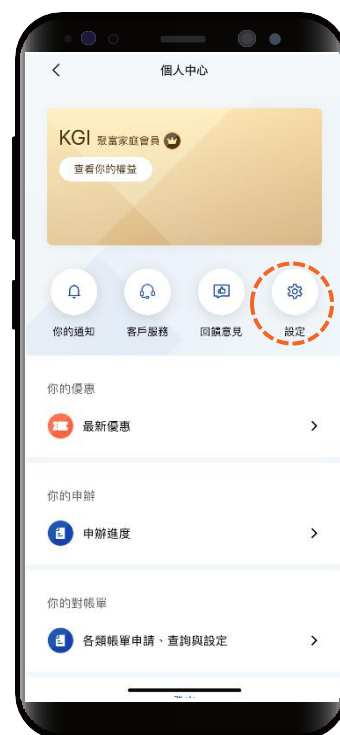 個人中心
KGI 聚富家庭會員
查看你的權益
你的通知 客戶服務 回饋意見 設定
你的優惠
最新優惠
你的申辦
申辦進度
你的對帳單
各類帳單申請、查詢與設定